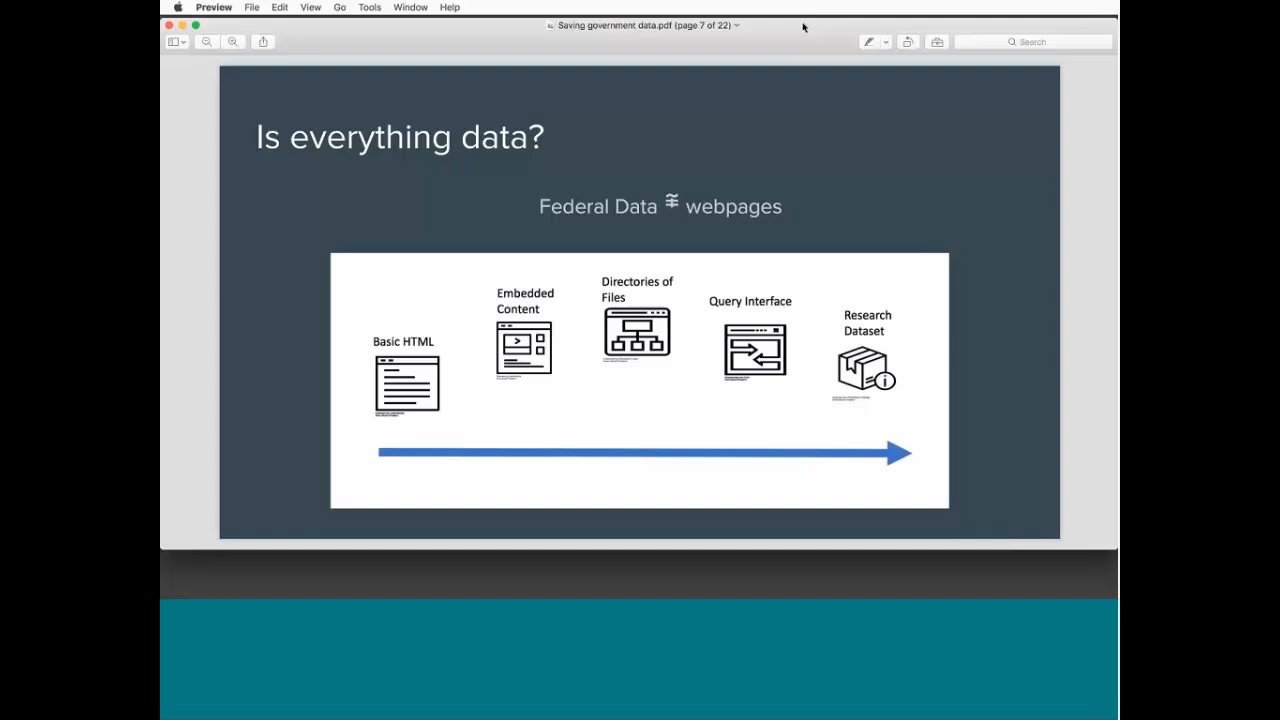 Preview File Edit View Go Tools Window Help
Saving government data.pdf (page 7 of 22)
Search
Is everything data?
Federal Data ≆ webpages
Basic HTML
Embedded
Content
Directories of
Files
Query Interface
Research
Dataset